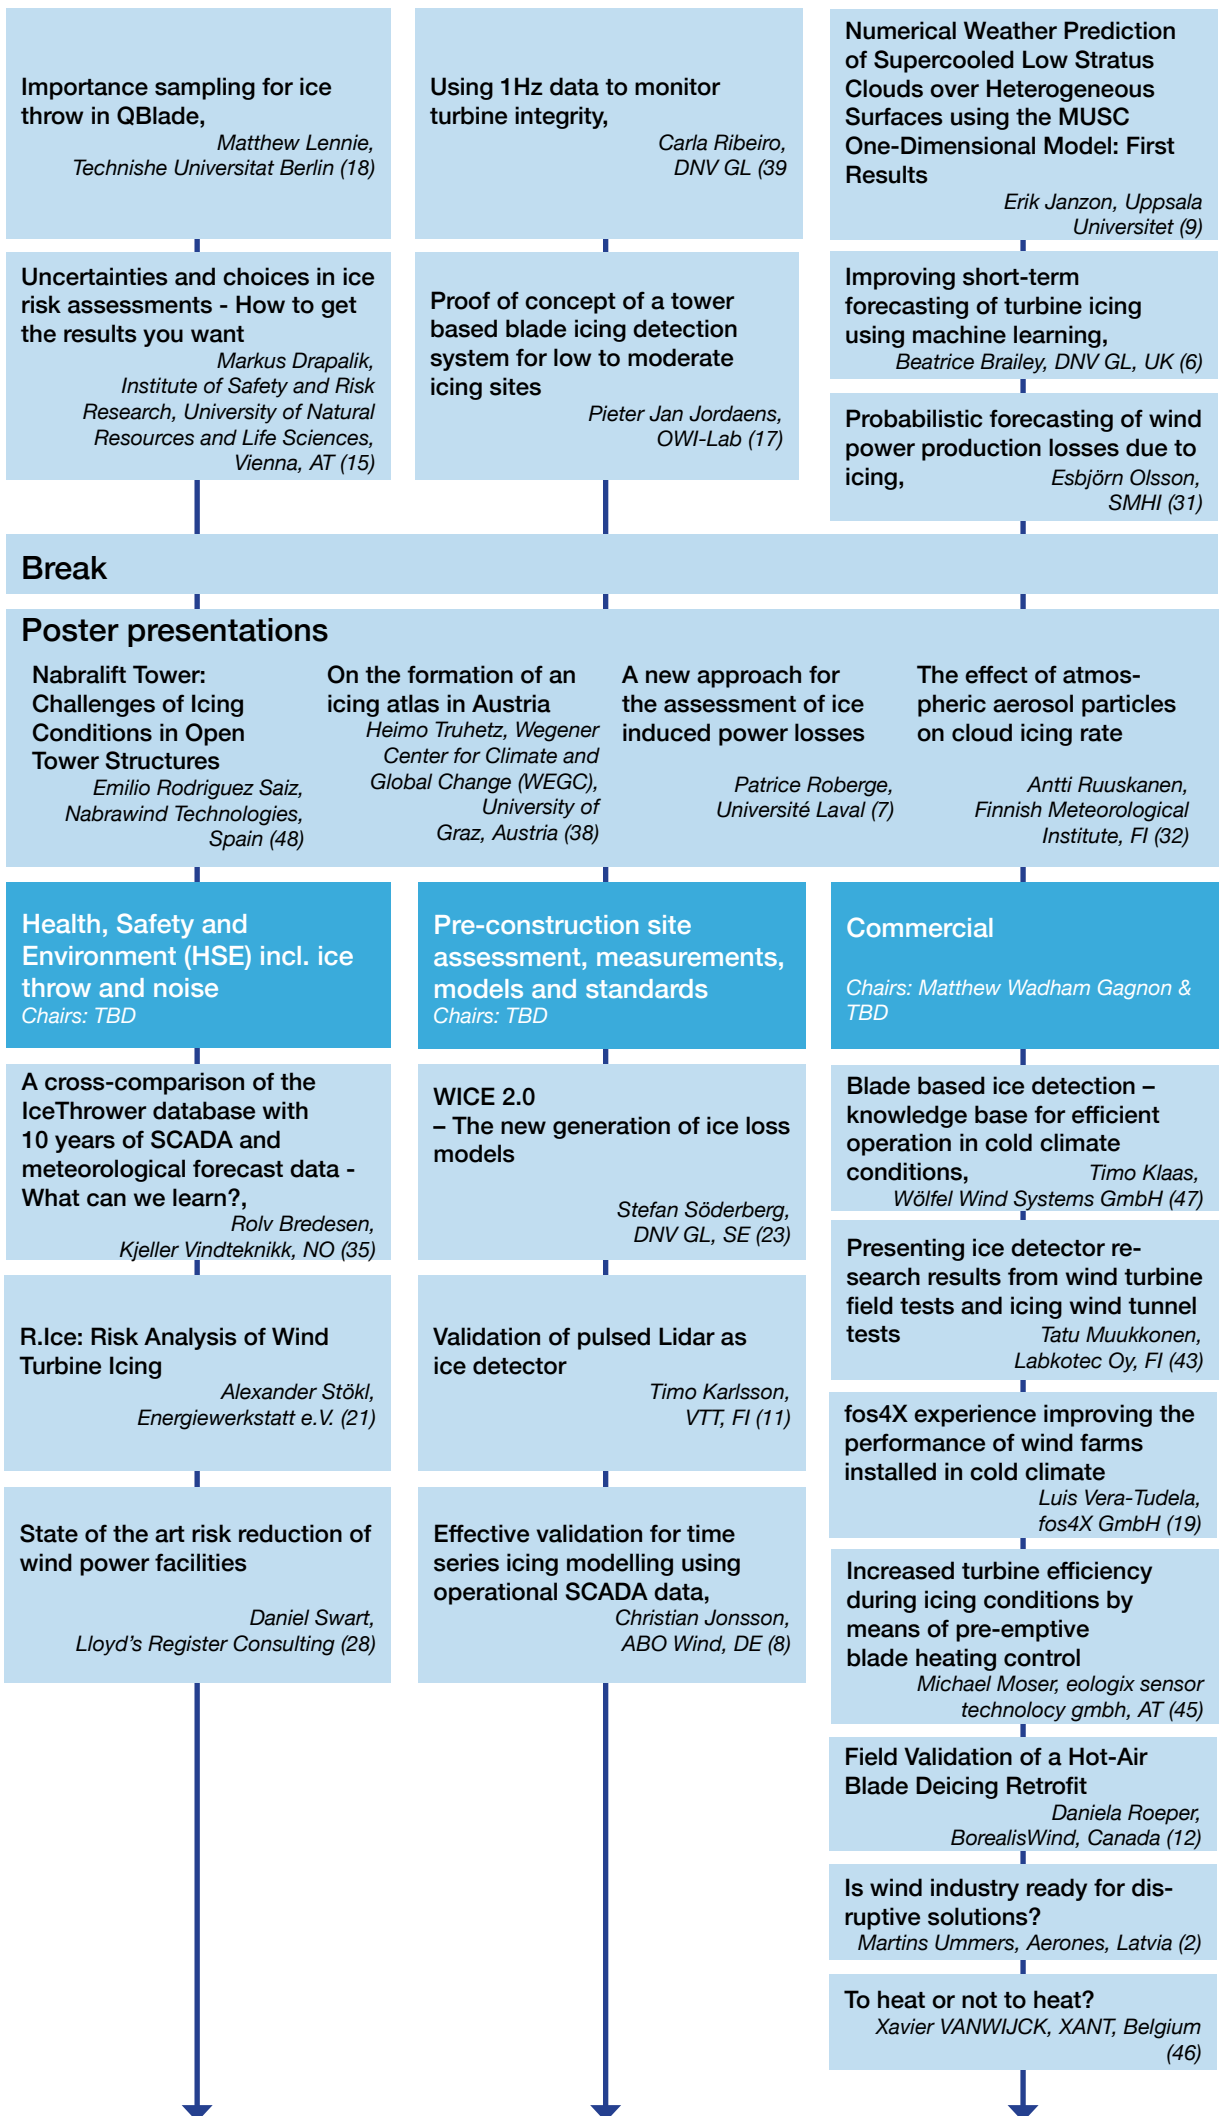 Importance sampling for ice
throw in QBlade,
Matthew Lennie,
Technishe Universitat Berlin (18)
Uncertainties and choices in ice
risk assessments - How to get
the results you want
Markus Drapalik,
Institute of Safety and Risk
Research, University of Natural
Resources and Life Sciences,
Vienna, AT (15)
Using 1Hz data to monitor
turbine integrity,
Carla Ribeiro,
DNV GL (39
Proof of concept of a tower
based blade icing detection
system for low to moderate
icing sites
Pieter Jan Jordaens,
OWI-Lab (17)
Numerical Weather Prediction
of Supercooled Low Stratus
Clouds over Heterogeneous
Surfaces using the MUSC
One-Dimensional Model: First
Results
Erik Janzon, Uppsala
Universitet (9)
Improving short-term
forecasting of turbine icing
using machine learning,
Beatrice Brailey, DNV GL, UK (6)
Probabilistic forecasting of wind
power production losses due to
icing, Esbjörn Olsson,
SMHI (31)
Break
Poster presentations
Nabralift Tower:
Challenges of Icing
Conditions in Open
Tower Structures
Emilio Rodriguez Saiz,
Nabrawind Technologies,
Spain (48)
On the formation of an
icing atlas in Austria
Heimo Truhetz, Wegener
Center for Climate and
Global Change (WEGC),
University of
Graz, Austria (38)
A new approach for
the assessment of ice
induced power losses
Patrice Roberge,
Université Laval (7)
The effect of atmos-
pheric aerosol particles
on cloud icing rate
Antti Ruuskanen,
Finnish Meteorological
Institute, FI (32)
Health, Safety and
Environment (HSE) incl. ice
throw and noise
Chairs: TBD
A cross-comparison of the
IceThrower database with
10 years of SCADA and
meteorological forecast data -
What can we learn?,
Rolv Bredesen,
Kjeller Vindteknikk, NO (35)
R.Ice: Risk Analysis of Wind
Turbine Icing
Alexander Stökl,
Energiewerkstatt e.V. (21)
State of the art risk reduction of
wind power facilities
Daniel Swart,
Lloyd's Register Consulting (28)
Pre-construction site
assessment, measurements,
models and standards
Chairs: TBD
WICE 2.0
– The new generation of ice loss
models
Stefan Söderberg,
DNV GL, SE (23)
Validation of pulsed Lidar as
ice detector
Timo Karlsson,
VTT, FI (11)
Effective validation for time
series icing modelling using
operational SCADA data,
Christian Jonsson,
ABO Wind, DE (8)
Commercial
Chairs: Matthew Wadham Gagnon &
TBD
Blade based ice detection –
knowledge base for efficient
operation in cold climate
conditions, Timo Klaas,
Wölfel Wind Systems GmbH (47)
Presenting ice detector re-
search results from wind turbine
field tests and icing wind tunnel
tests Tatu Muukkonen,
Labkotec Oy, FI (43)
fos4X experience improving the
performance of wind farms
installed in cold climate
Luis Vera-Tudela,
fos4X GmbH (19)
Increased turbine efficiency
during icing conditions by
means of pre-emptive
blade heating control
Michael Moser, eologix sensor
technolocy gmbh, AT (45)
Field Validation of a Hot-Air
Blade Deicing Retrofit
Daniela Roeper,
BorealisWind, Canada (12)
Is wind industry ready for dis-
ruptive solutions?
Martins Ummers, Aerones, Latvia (2)
To heat or not to heat?
Xavier VANWIJCK, XANT, Belgium
(46)